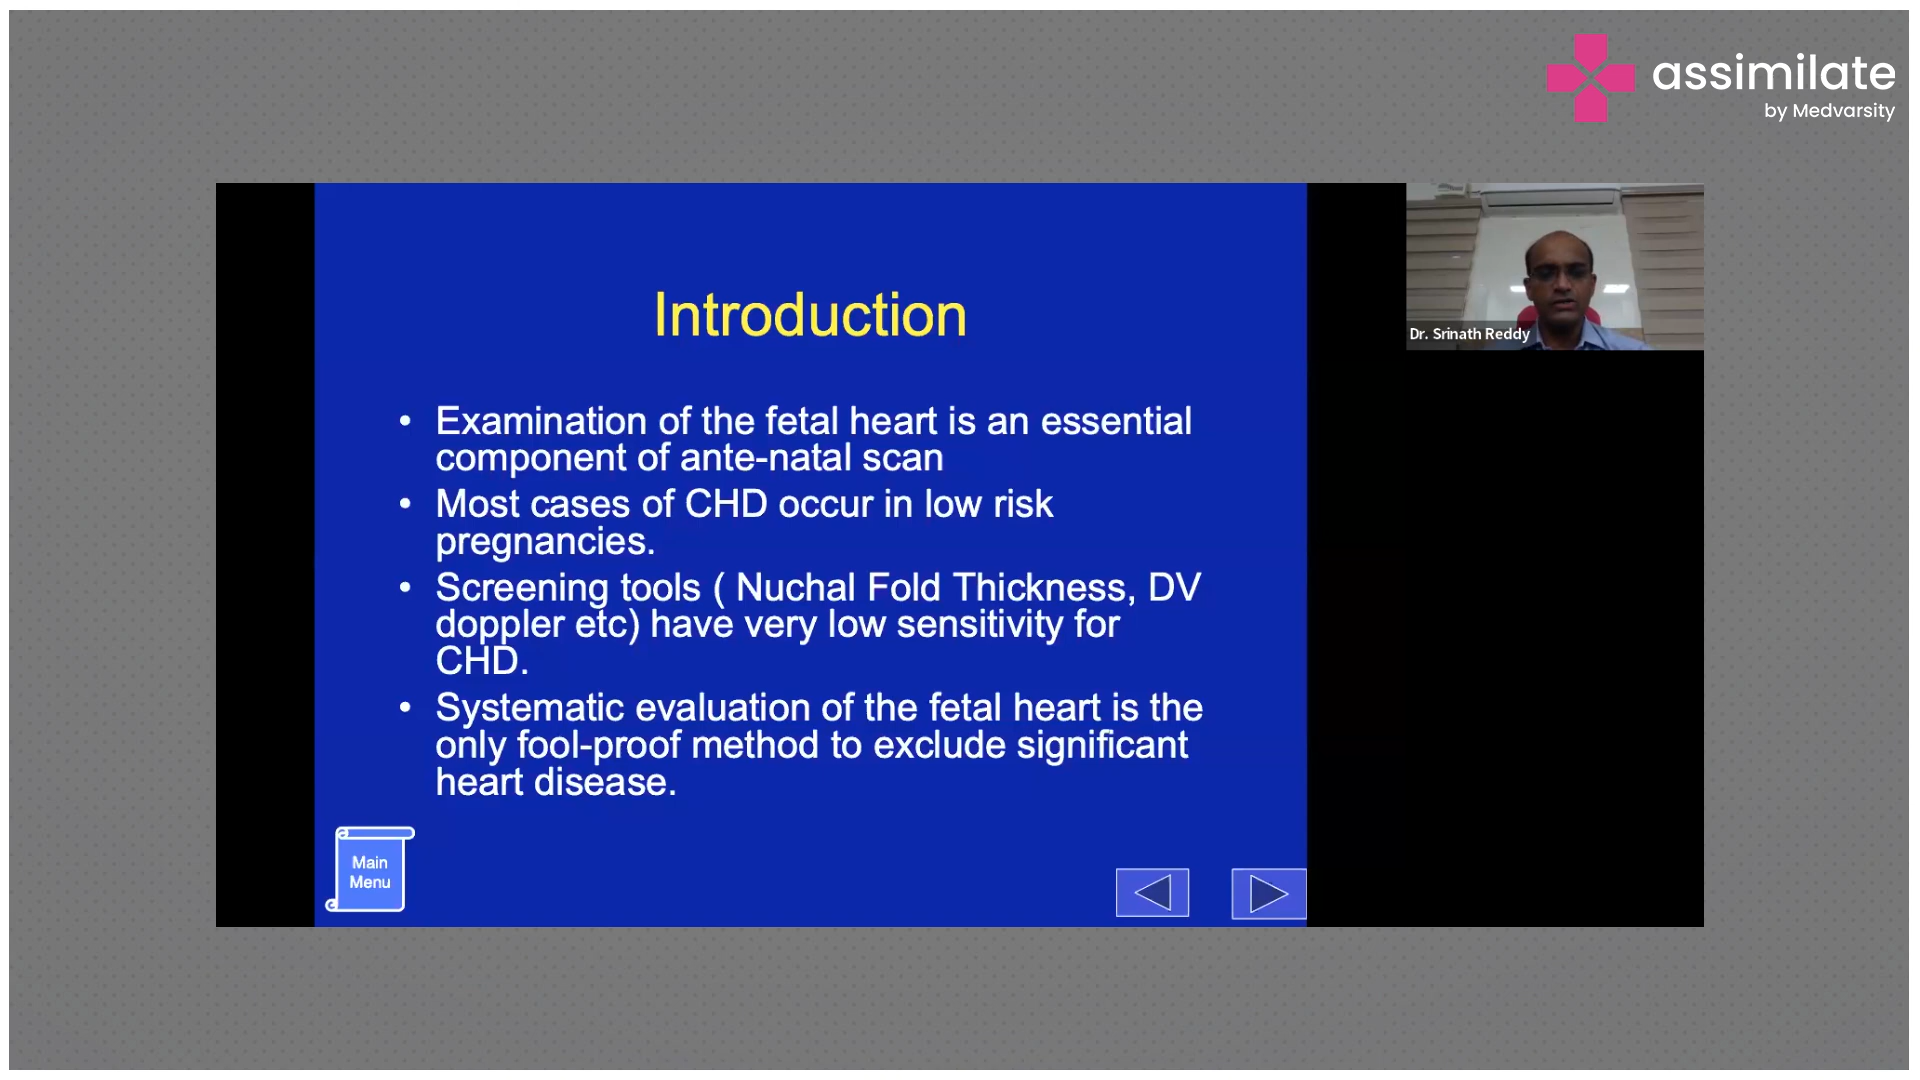 assimilate
by Medvarsity
Introduction
• Examination of the fetal heart is an essential
component of ante-natal scan
• Most cases of CHD occur in low risk
pregnancies.
• Screening tools ( Nuchal Fold Thickness, DV
doppler etc) have very low sensitivity for
CHD.
• Systematic evaluation of the fetal heart is the
only fool-proof method to exclude significant
heart disease.
Main
Menu
Dr. Srinath Reddy